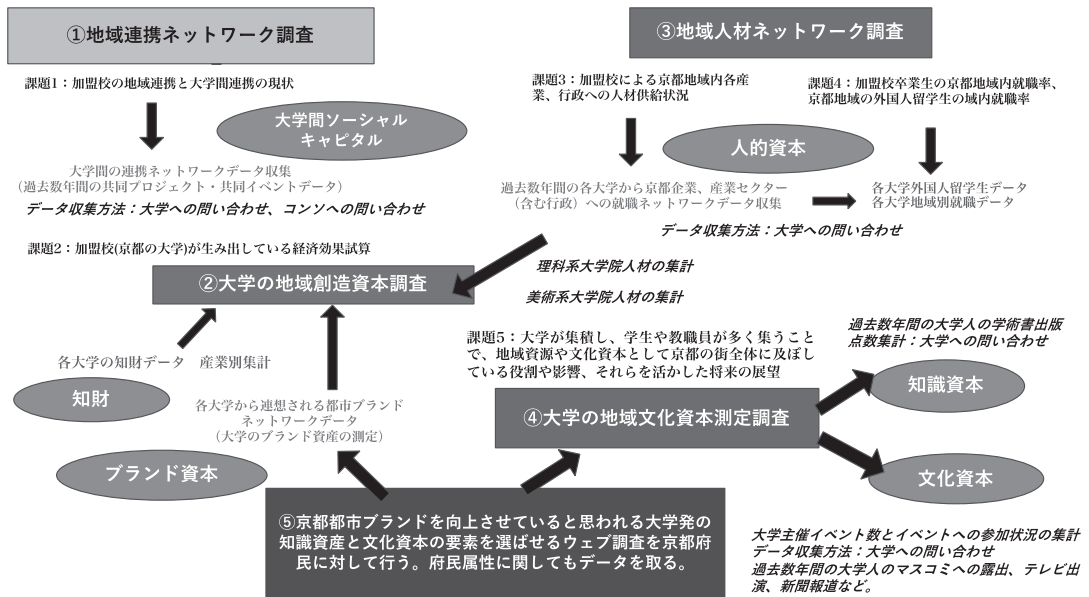 ①地域連携ネットワーク調査
課題1：加盟校の地域連携と大学間連携の現状
大学間ソーシャル
キャピタル
大学間の連携ネットワークデータ収集
（過去数年間の共同プロジェクト・共同イベントデータ）
データ収集方法：大学への問い合わせ、コンソへの問い合わせ
③地域人材ネットワーク調査
課題3：加盟校による京都地域内各産
業、行政への人材供給状況
課題4：加盟校卒業生の京都地域内就職率、
京都地域の外国人留学生の域内就職率
人的資本
過去数年間の各大学から京都企業、産業セクター
（含む行政）への就職ネットワークデータ収集
各大学外国人留学生データ
各大学地域別就職データ
データ収集方法：大学への問い合わせ
課題2：加盟校(京都の大学)が生み出している経済効果試算
②大学の地域創造資本調査
理科系大学院人材の集計
美術系大学院人材の集計
各大学の知財データ　産業別集計
知財
各大学から連想される都市ブランド
ネットワークデータ
（大学のブランド資産の測定）
ブランド資本
課題5：大学が集積し、学生や教職員が多く集うこと
で、地域資源や文化資本として京都の街全体に及ぼし
ている役割や影響、それらを活かした将来の展望
④大学の地域文化資本測定調査
過去数年間の大学人の学術書出版
点数集計：大学への問い合わせ
知識資本
文化資本
⑤京都都市ブランドを向上させていると思われる大学発の
知識資産と文化資本の要素を選ばせるウェブ調査を京都府
民に対して行う。府民属性に関してもデータを取る。
大学主催イベント数とイベントへの参加状況の集計
データ収集方法：大学への問い合わせ
過去数年間の大学人のマスコミへの露出、テレビ出
演、新聞報道など。